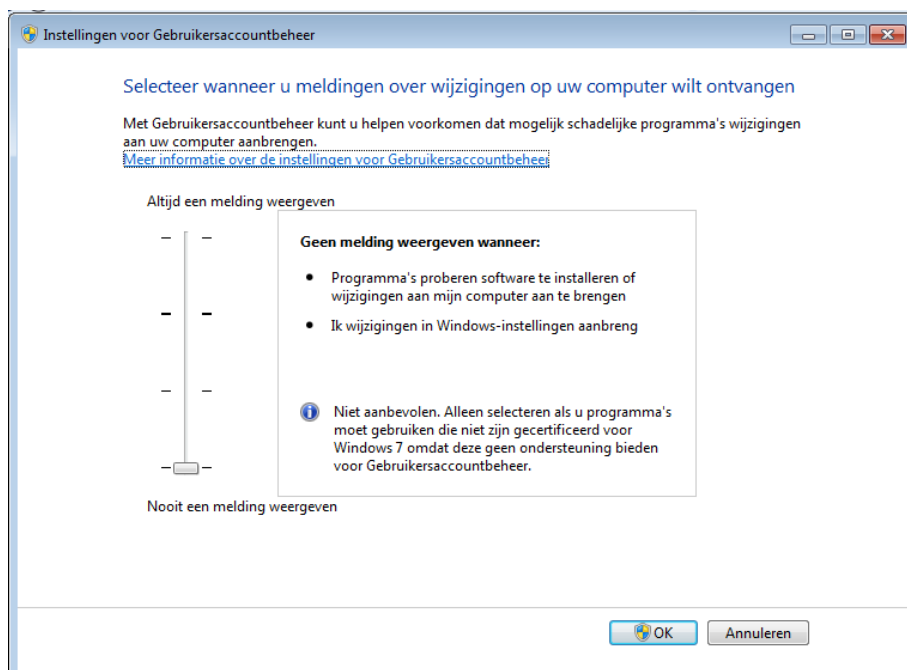 Instellingen voor Gebruikersaccountbeheer
Selecteer wanneer u meldingen over wijzigingen op uw computer wilt ontvangen
Met Gebruikersaccountbeheer kunt u helpen voorkomen dat mogelijk schadelijke programma's wijzigingen
aan uw computer aanbrengen.
Meer informatie over de instellingen voor Gebruikersaccountbeheer
Altijd een melding weergeven
Geen melding weergeven wanneer:
• Programma's proberen software te installeren of
wijzigingen aan mijn computer aan te brengen
• Ik wijzigingen in Windows-instellingen aanbreng
Niet aanbevolen. Alleen selecteren als u programma's
moet gebruiken die niet zijn gecertificeerd voor
Windows 7 omdat deze geen ondersteuning bieden
voor Gebruikersaccountbeheer.
Nooit een melding weergeven
OK Annuleren